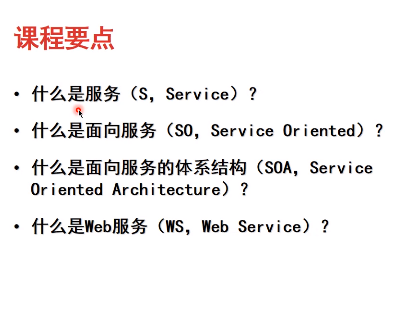 课程要点
• 什么是服务（S，Service）？
• 什么是面向服务（SO，Service Oriented）？
• 什么是面向服务的体系结构（SOA，Service
Oriented Architecture）？
• 什么是Web服务（WS，Web Service）？